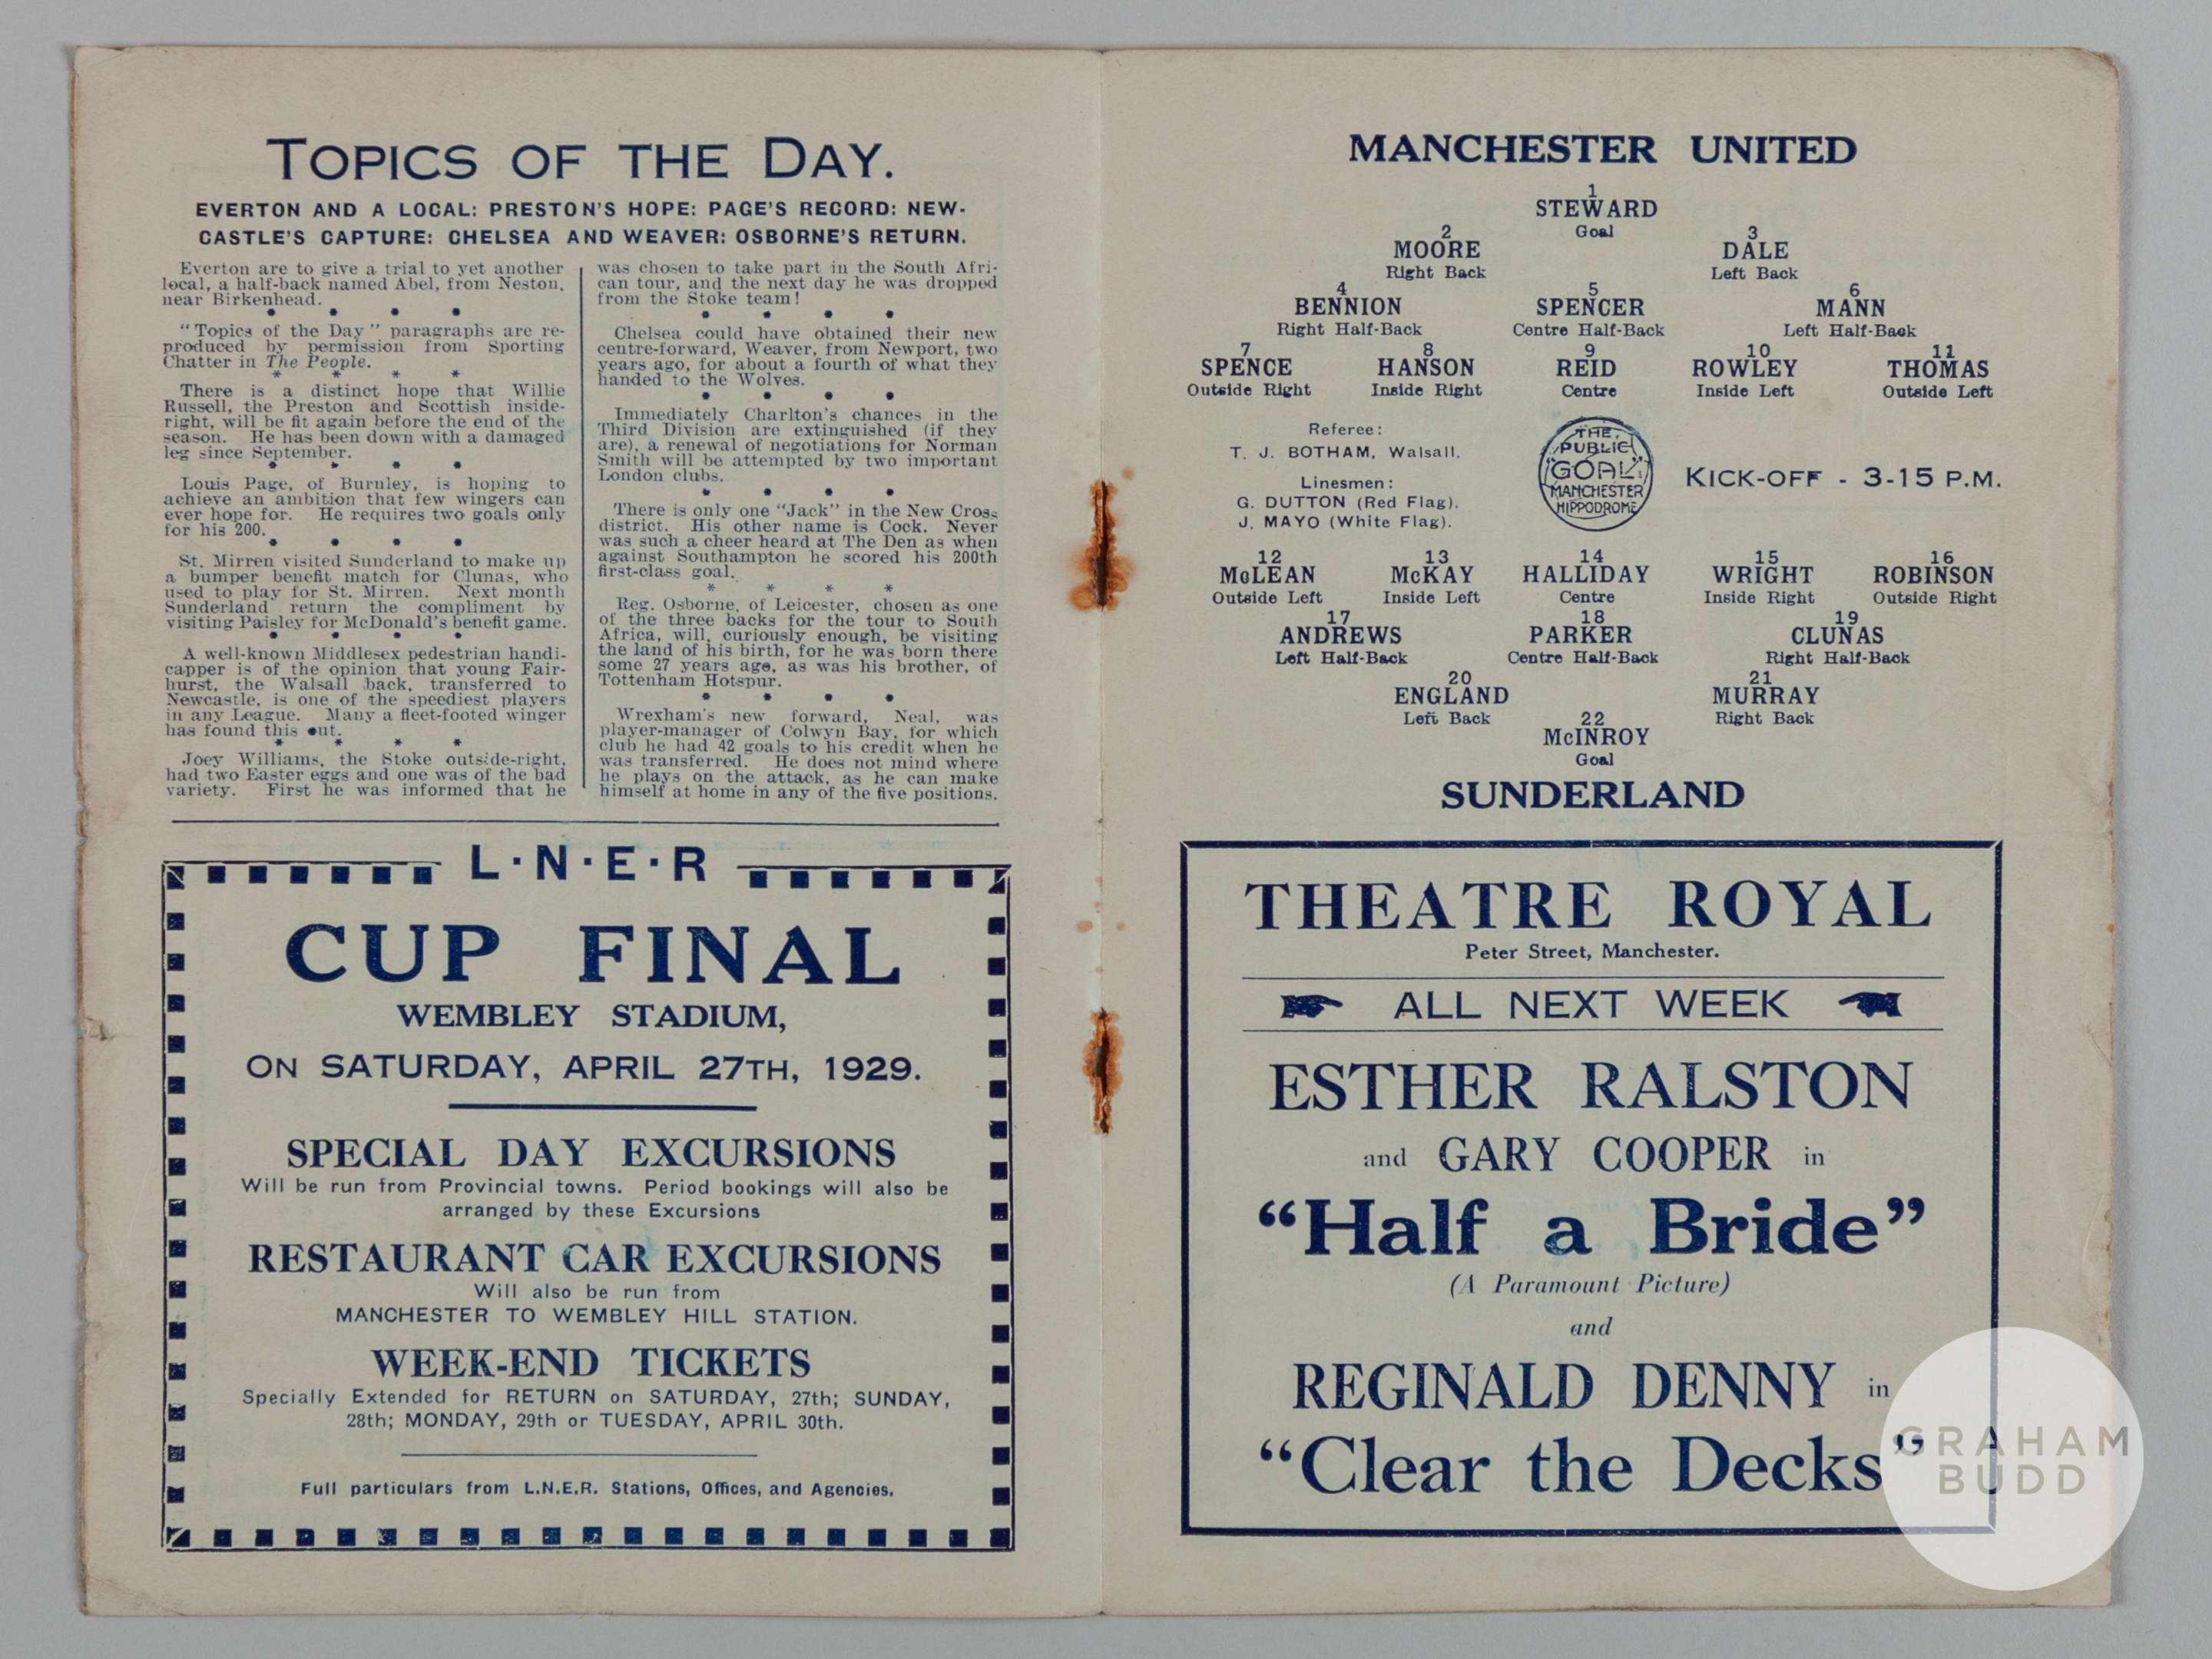 TOPICS OF THE DAY.
EVERTON AND A LOCAL: PRESTON'S HOPE: PAGE'S RECORD: NEW-
CASTLE'S CAPTURE: CHELSEA AND WEAVER: OSBORNE'S RETURN.
Everton are to give a trial to yet another
local, a half-back named Abel, from Neston,
near Birkenhead.
* * * *
"Topics of the Day" paragraphs are re-
produced by permission from Sporting
Chatter in The People.
* * * *
There is a distinct hope that Willie
Russell, the Preston and Scottish inside-
right, will be fit again before the end of the
season. He has been down with a damaged
leg since September.
* * * *
Louis Page, of Burnley, is hoping to
achieve an ambition that few wingers can
ever hope for. He requires two goals only
for his 200.
* * * *
St. Mirren visited Sunderland to make up
a bumper benefit match for Clunas, who
used to play for St. Mirren. Next month
Sunderland return the compliment by
visiting Paisley for McDonald's benefit game.
* * * *
A well-known Middlesex pedestrian handi-
capper is of the opinion that young Fair-
hurst, the Walsall back, transferred to
Newcastle, is one of the speediest players
in any League. Many a fleet-footed winger
has found this out.
* * * *
Joey Williams, the Stoke outside-right,
had two Easter eggs and one was of the bad
variety. First he was informed that he
was chosen to take part in the South Afri-
can tour, and the next day he was dropped
from the Stoke team!
* * * *
Chelsea could have obtained their new
centre-forward, Weaver, from Newport, two
years ago, for about a fourth of what they
handed to the Wolves.
* * * *
Immediately Charlton's chances in the
Third Division are extinguished (if they
are), a renewal of negotiations for Norman
Smith will be attempted by two important
London clubs.
* * * *
There is only one "Jack" in the New Cross
district. His other name is Cock. Never
was such a cheer heard at The Den as when
against Southampton he scored his 200th
first-class goal.
* * * *
Reg. Osborne, of Leicester, chosen as one
of the three backs for the tour to South
Africa, will, curiously enough, be visiting
the land of his birth, for he was born there
some 27 years age, as was his brother, of
Tottenham Hotspur.
* * * *
Wrexham's new forward, Neal, was
player-manager of Colwyn Bay, for which
club he had 42 goals to his credit when he
was transferred. He does not mind where
he plays on the attack, as he can make
himself at home in any of the five positions.
L·N·E·R
CUP FINAL
WEMBLEY STADIUM,
ON SATURDAY, APRIL 27TH, 1929.
SPECIAL DAY EXCURSIONS
Will be run from Provincial towns. Period bookings will also be
arranged by these Excursions
RESTAURANT CAR EXCURSIONS
Will also be run from
MANCHESTER TO WEMBLEY HILL STATION.
WEEK-END TICKETS
Specially Extended for RETURN on SATURDAY, 27th; SUNDAY,
28th; MONDAY, 29th or TUESDAY, APRIL 30th.
Full particulars from L.N.E.R. Stations, Offices, and Agencies.
MANCHESTER UNITED
1
STEWARD
Goal
2 3
MOORE DALE
Right Back Left Back
4 5 6
BENNION SPENCER MANN
Right Half-Back Centre Half-Back Left Half-Back
7 8 9 10 11
SPENCE HANSON REID ROWLEY THOMAS
Outside Right Inside Right Centre Inside Left Outside Left
Referee:
T. J. BOTHAM, Walsall.
Linesmen:
G. DUTTON (Red Flag).
J. MAYO (White Flag).
THE
PUBLIC
GOAL
MANCHESTER
HIPPODROME
KICK-OFF - 3-15 P.M.
12 13 14 15 16
McLEAN McKAY HALLIDAY WRIGHT ROBINSON
Outside Left Inside Left Centre Inside Right Outside Right
17 18 19
ANDREWS PARKER CLUNAS
Left Half-Back Centre Half-Back Right Half-Back
20 21
ENGLAND MURRAY
Left Back Right Back
22
McINROY
Goal
SUNDERLAND
THEATRE ROYAL
Peter Street, Manchester.
ALL NEXT WEEK
ESTHER RALSTON
and GARY COOPER in
"Half a Bride"
(A Paramount Picture)
and
REGINALD DENNY in
"Clear the Decks"
GRAHAM
BUDD